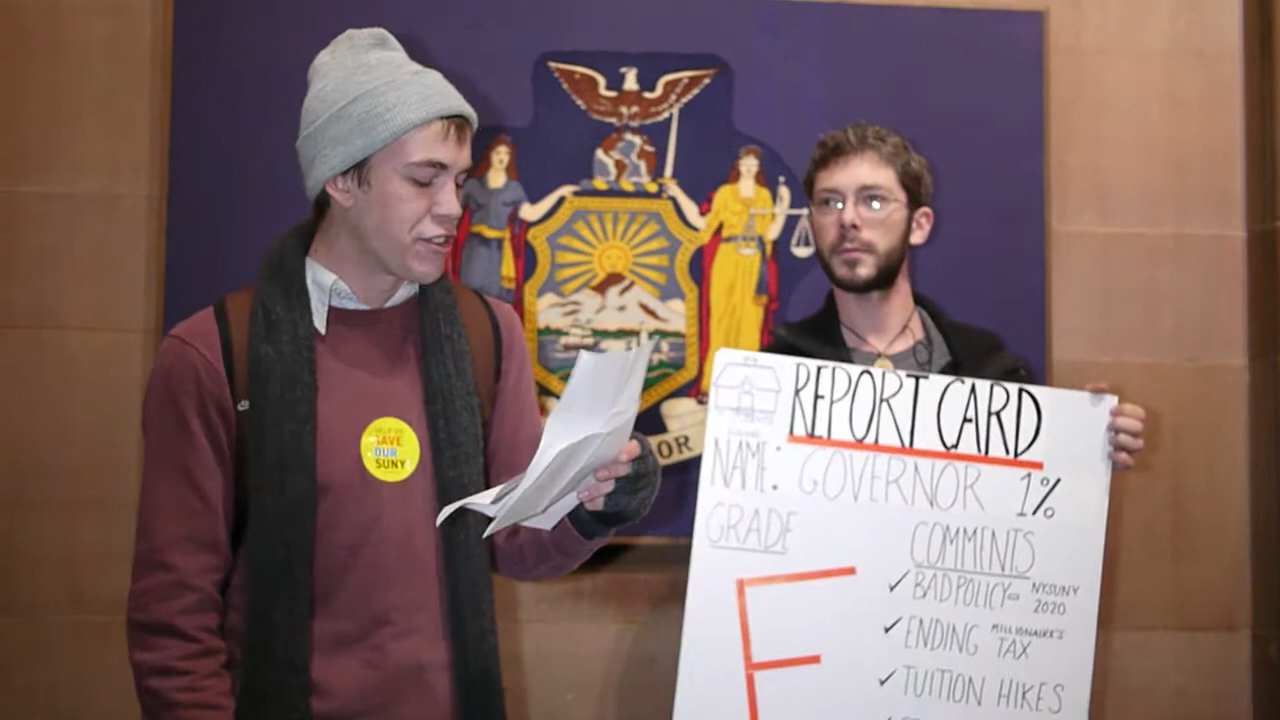 HELP US
SAVE
OUR
SUNY
OR
REPORT CARD
NAME: GOVERNOR 1%
GRADE
F
COMMENTS
✓ BAD POLICY= NYSUNY 2020
✓ ENDING MILLIONAIRE'S TAX
✓ TUITION HIKES